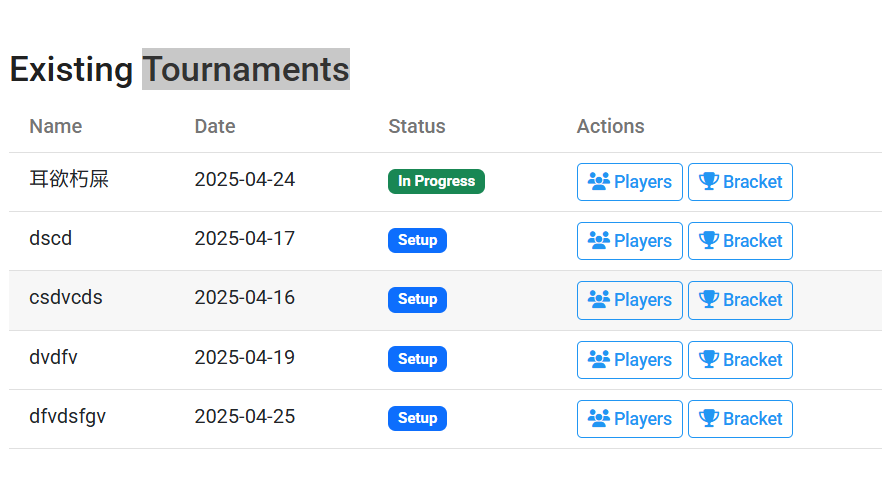 Existing Tournaments
Name Date Status Actions
耳欲朽屎 2025-04-24 In Progress Players Bracket
dscd 2025-04-17 Setup Players Bracket
csdvcds 2025-04-16 Setup Players Bracket
dvdfv 2025-04-19 Setup Players Bracket
dfvdsfgv 2025-04-25 Setup Players Bracket